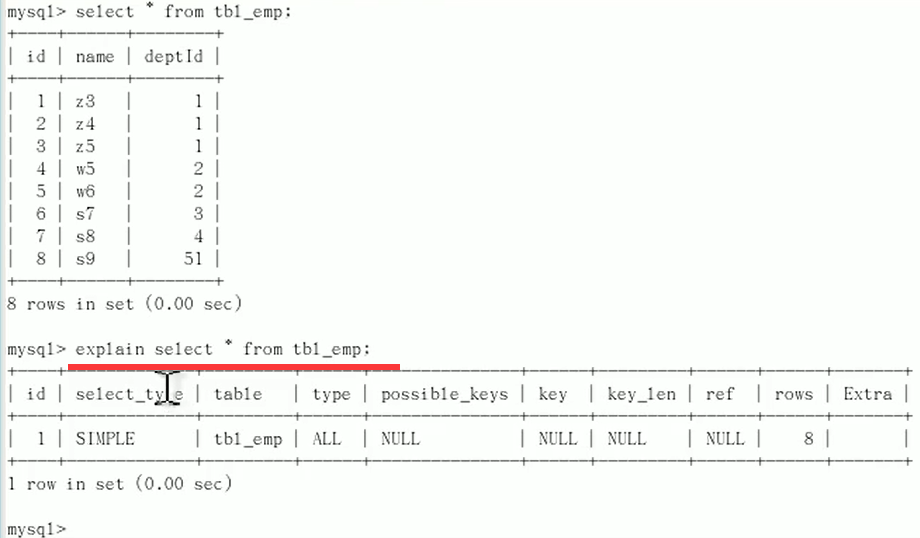 mysql> select * from tbl_emp;
+----+------+--------+
| id | name | deptId |
+----+------+--------+
| 1 | z3 | 1 |
| 2 | z4 | 1 |
| 3 | z5 | 1 |
| 4 | w5 | 2 |
| 5 | w6 | 2 |
| 6 | s7 | 3 |
| 7 | s8 | 4 |
| 8 | s9 | 51 |
+----+------+--------+
8 rows in set (0.00 sec)
mysql> explain select * from tbl_emp;
+----+-------------+---------+------+---------------+------+---------+------+------+-------+
| id | select_type | table | type | possible_keys | key | key_len | ref | rows | Extra |
+----+-------------+---------+------+---------------+------+---------+------+------+-------+
| 1 | SIMPLE | tbl_emp | ALL | NULL | NULL | NULL | NULL | 8 | |
+----+-------------+---------+------+---------------+------+---------+------+------+-------+
1 row in set (0.00 sec)
mysql>